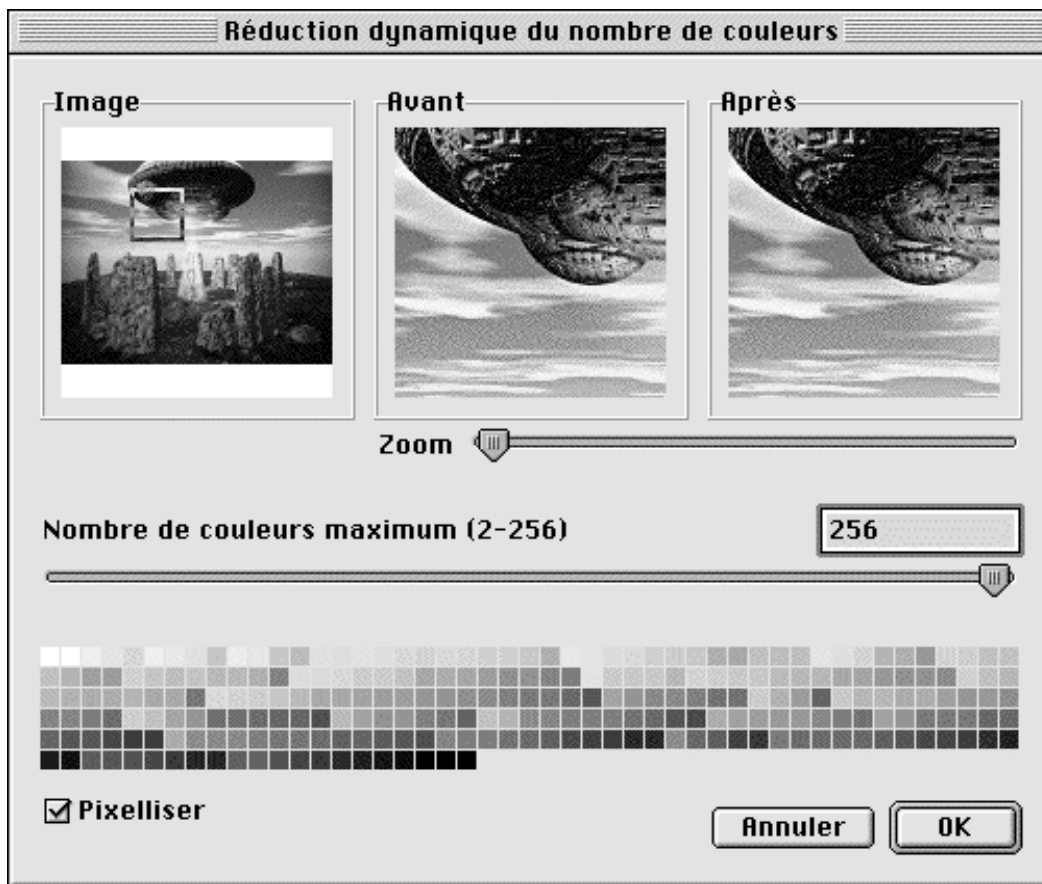 Réduction dynamique du nombre de couleurs
Image
Avant
Après
Zoom
Nombre de couleurs maximum (2-256)
256
Pixelliser
Annuler
OK